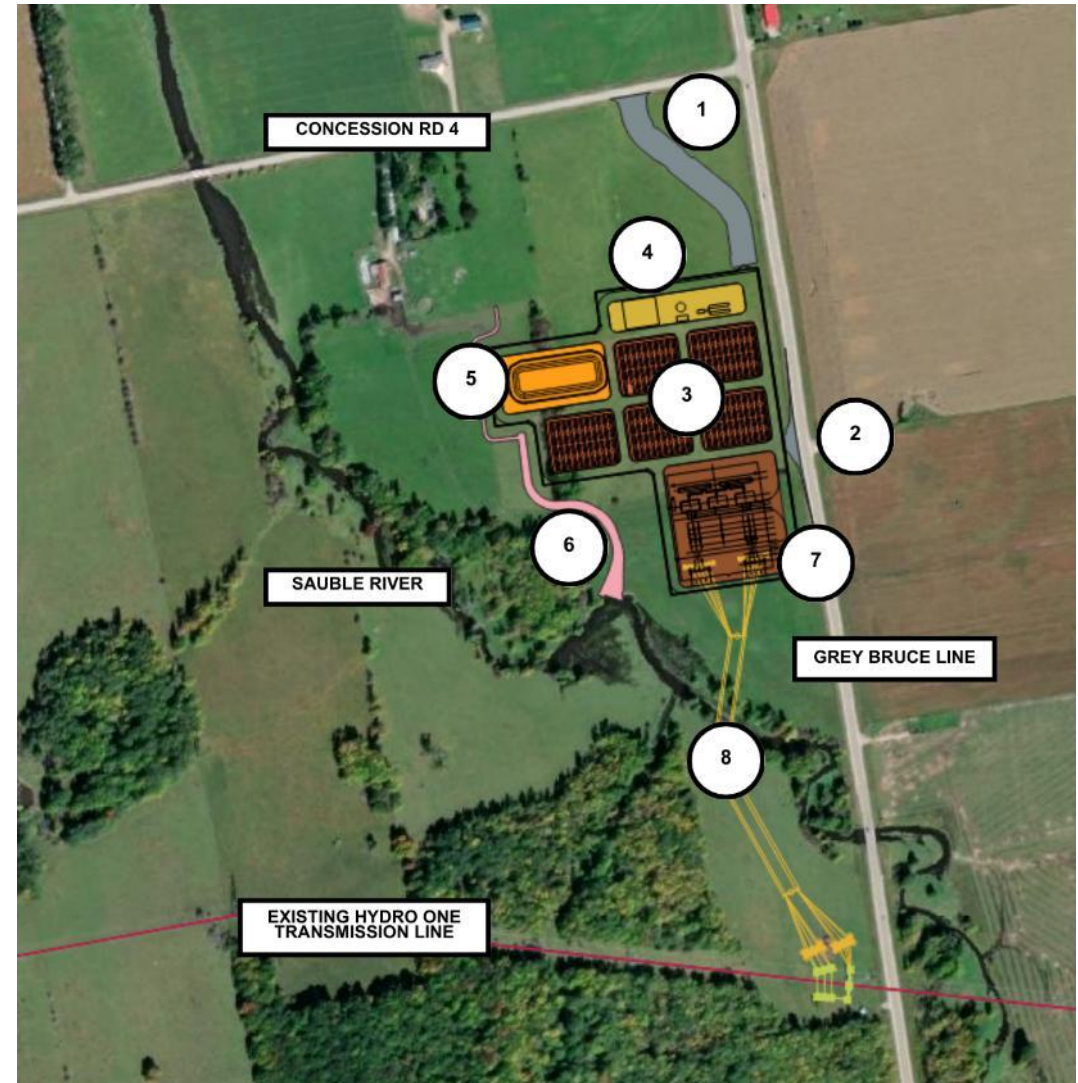 1
CONCESSION RD 4
4
5
3
2
6
7
SAUBLE RIVER
GREY BRUCE LINE
8
EXISTING HYDRO ONE
TRANSMISSION LINE